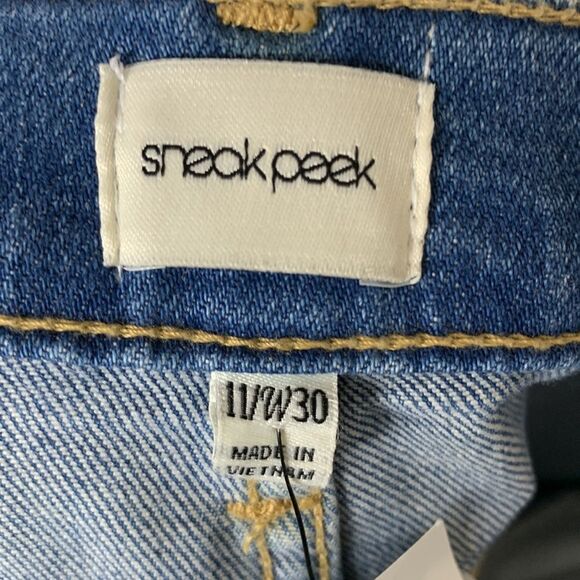 sneak peek
11/W30
MADE IN
VIETNAM